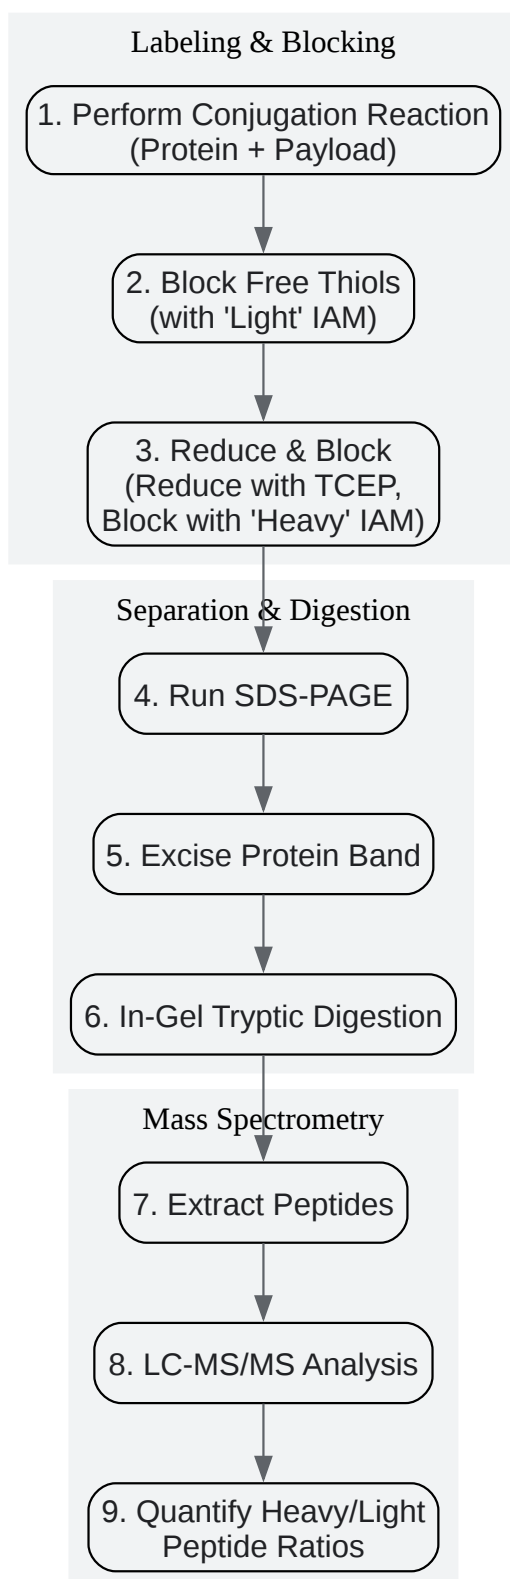 Labeling & Blocking
1. Perform Conjugation Reaction
(Protein + Payload)
2. Block Free Thiols
(with 'Light' IAM)
3. Reduce & Block
(Reduce with TCEP,
Block with 'Heavy' IAM)
Separation & Digestion
4. Run SDS-PAGE
5. Excise Protein Band
6. In-Gel Tryptic Digestion
Mass Spectrometry
7. Extract Peptides
8. LC-MS/MS Analysis
9. Quantify Heavy/Light
Peptide Ratios